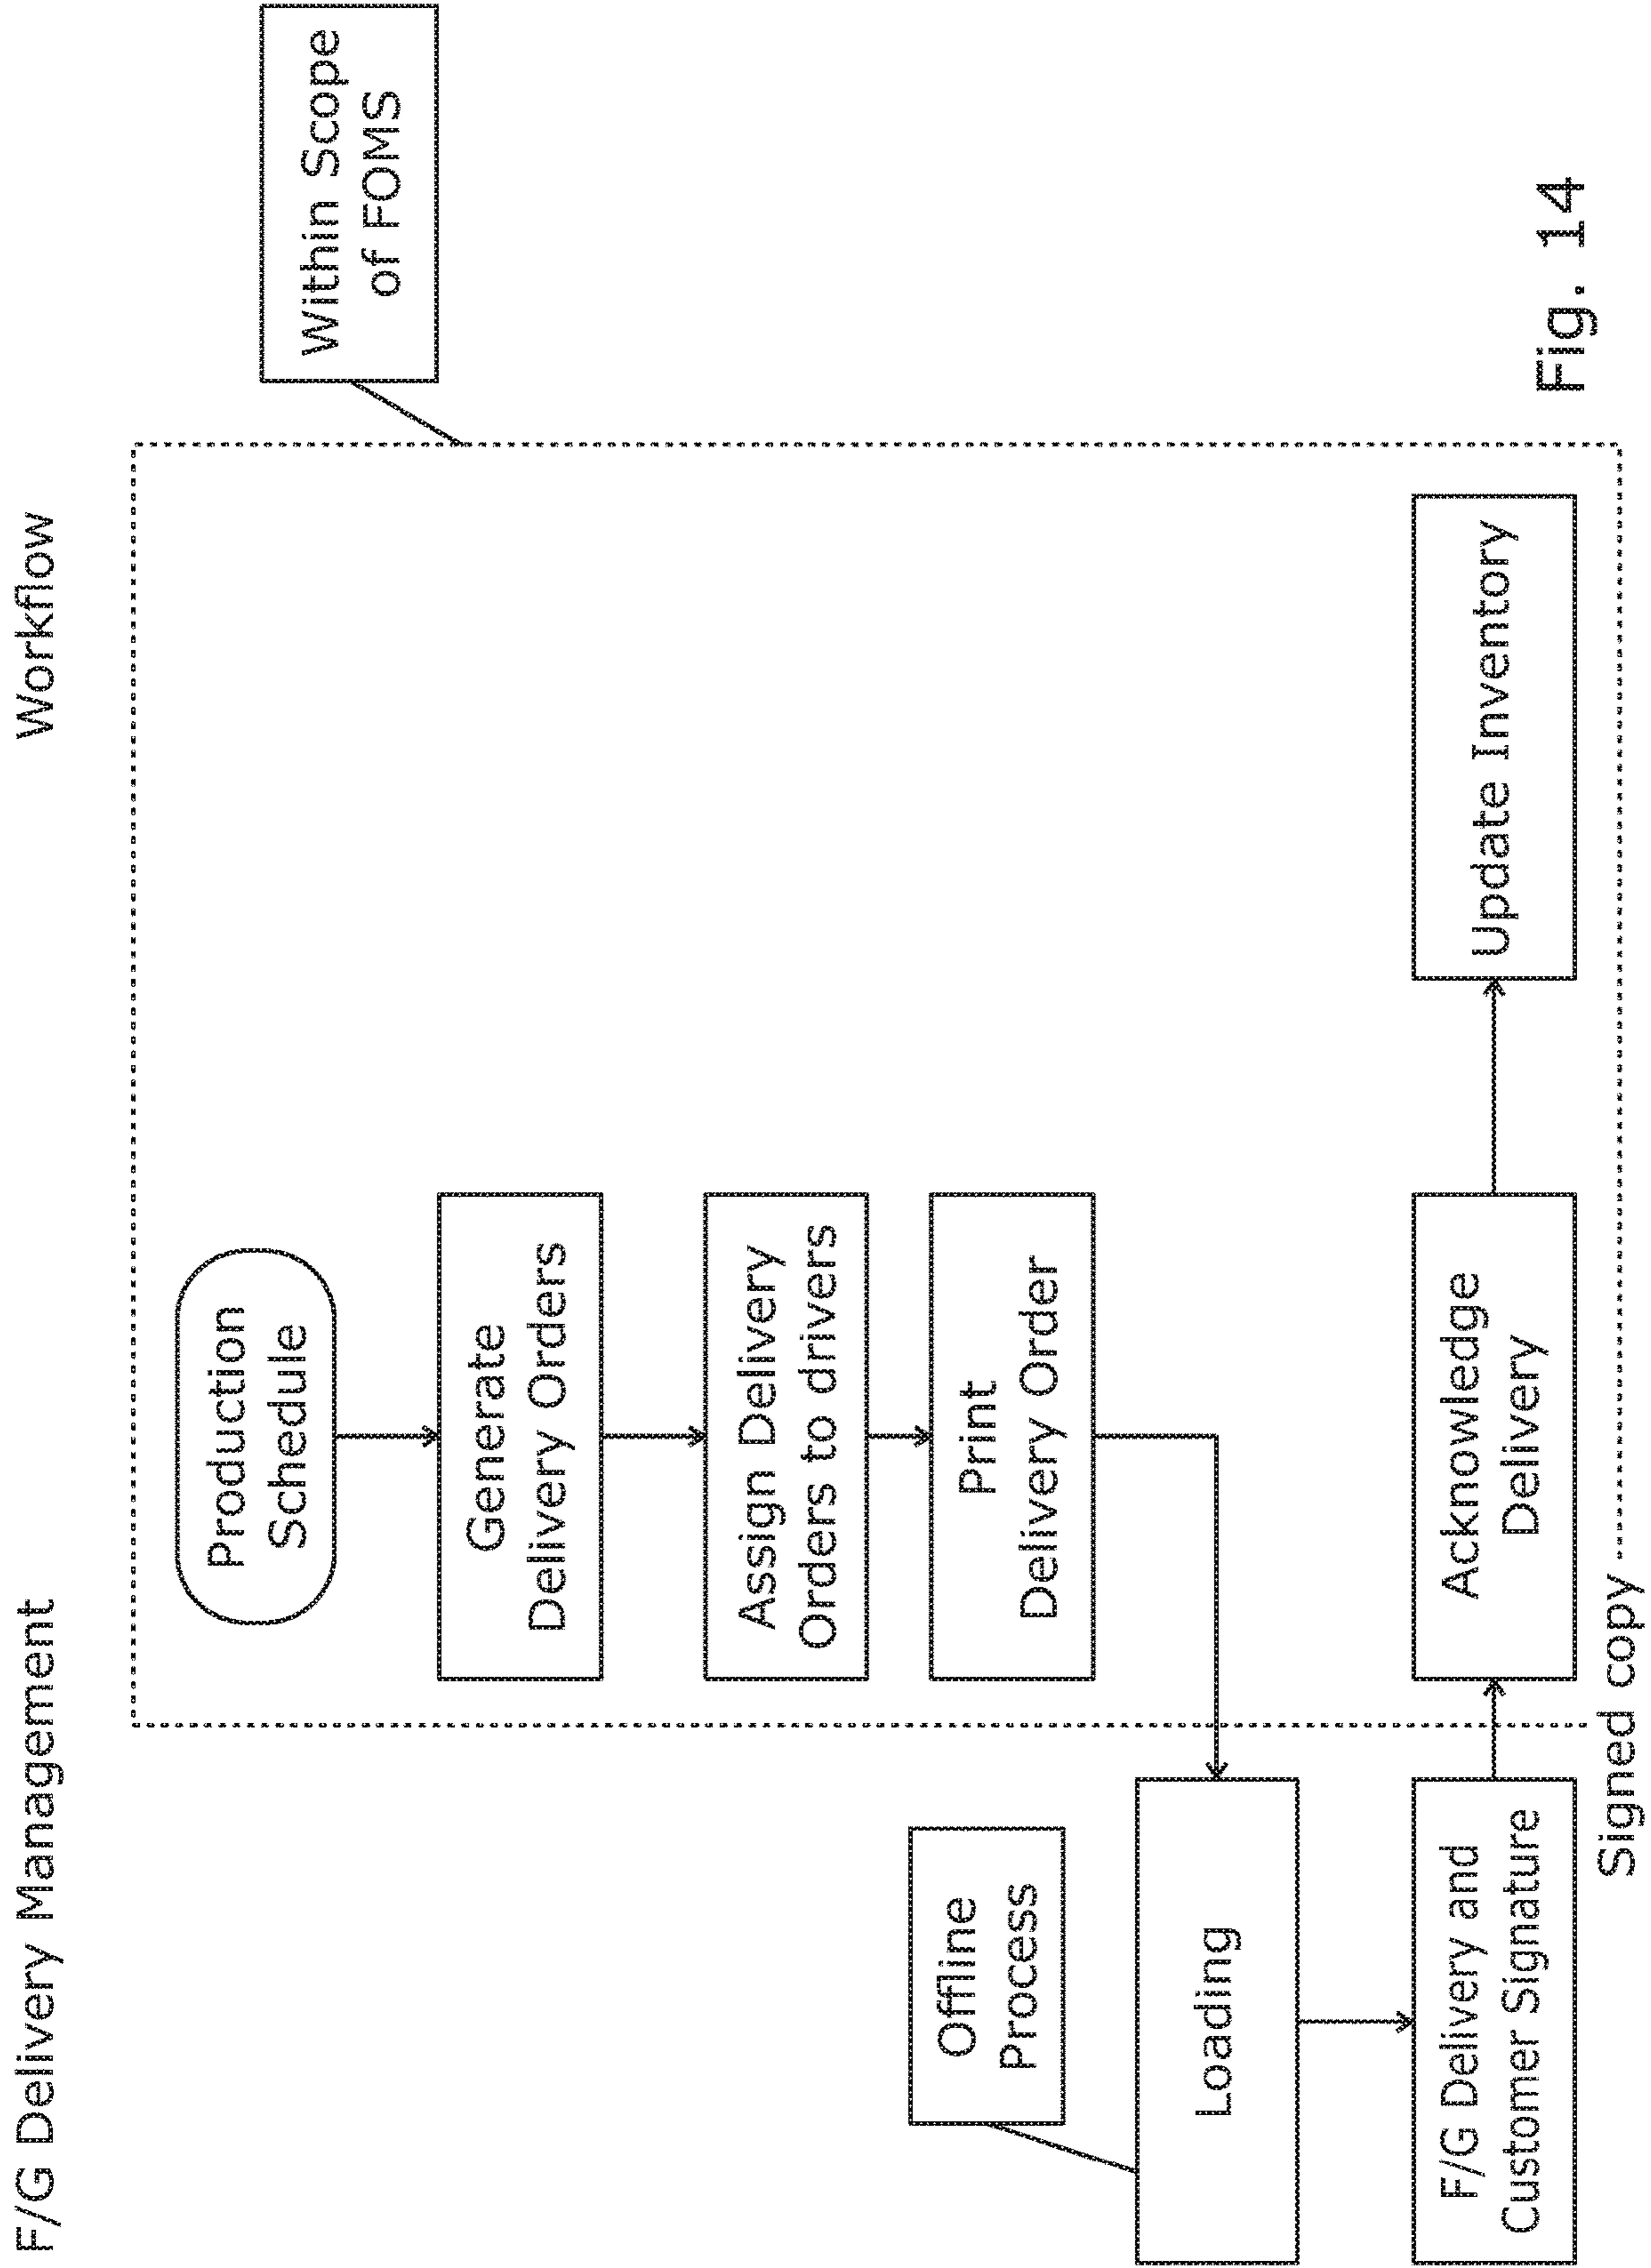 F/G Delivery Management
Workflow
Within Scope
of FOMS
Production
Schedule
Generate
Delivery Orders
Assign Delivery
Orders to drivers
Print
Delivery Order
Offline
Process
Loading
F/G Delivery and
Customer Signature
Signed copy
Acknowledge
Delivery
Update Inventory
Fig. 14